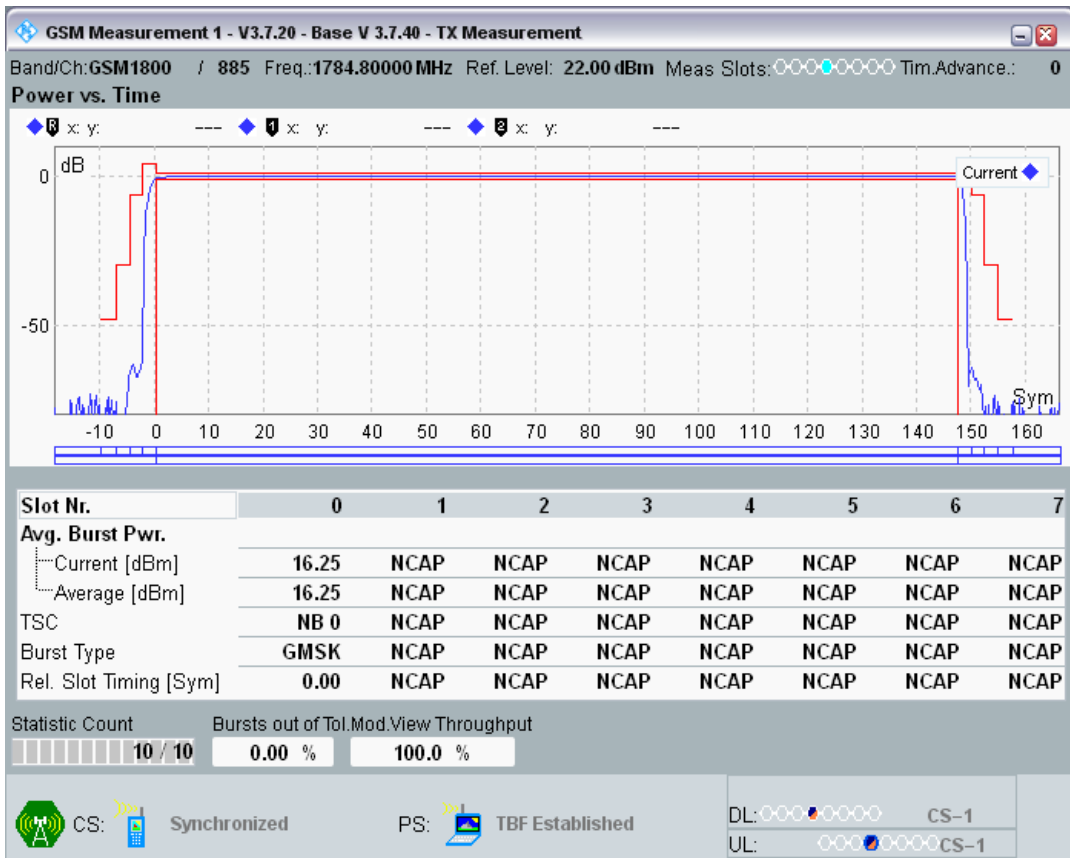 GSM Measurement 1 - V3.7.20 - Base V 3.7.40 - TX Measurement
Band/Ch:GSM1800 / 885 Freq.:1784.80000 MHz Ref. Level: 22.00 dBm Meas Slots: Tim.Advance.: 0
Power vs. Time
R x: y: --- 1 x: y: --- 2 x: y: ---
dB
Current
0
-50
Sym
-10 0 10 20 30 40 50 60 70 80 90 100 110 120 130 140 150 160
Slot Nr. 0 1 2 3 4 5 6 7
Avg. Burst Pwr.
Current [dBm] 16.25 NCAP NCAP NCAP NCAP NCAP NCAP NCAP
Average [dBm] 16.25 NCAP NCAP NCAP NCAP NCAP NCAP NCAP
TSC NB 0 NCAP NCAP NCAP NCAP NCAP NCAP NCAP
Burst Type GMSK NCAP NCAP NCAP NCAP NCAP NCAP NCAP
Rel. Slot Timing [Sym] 0.00 NCAP NCAP NCAP NCAP NCAP NCAP NCAP
Statistic Count Bursts out of Tol.Mod.View Throughput
10 / 10 0.00 % 100.0 %
DL: CS-1
CS: Synchronized PS: TBF Established
UL: CS-1